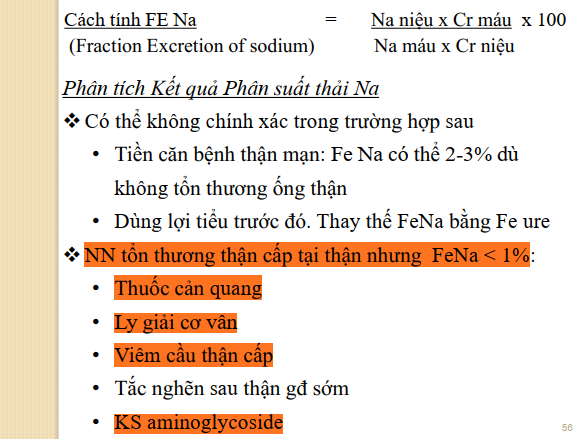 Cách tính FE Na = Na niệu x Cr máu x 100
(Fraction Excretion of sodium) Na máu x Cr niệu
Phân tích Kết quả Phân suất thải Na
❖ Có thể không chính xác trong trường hợp sau
• Tiền căn bệnh thận mạn: Fe Na có thể 2-3% dù
không tổn thương ống thận
• Dùng lợi tiểu trước đó. Thay thế FeNa bằng Fe ure
❖ NN tổn thương thận cấp tại thận nhưng FeNa < 1%:
• Thuốc cản quang
• Ly giải cơ vân
• Viêm cầu thận cấp
• Tắc nghẽn sau thận gđ sớm
• KS aminoglycoside
56